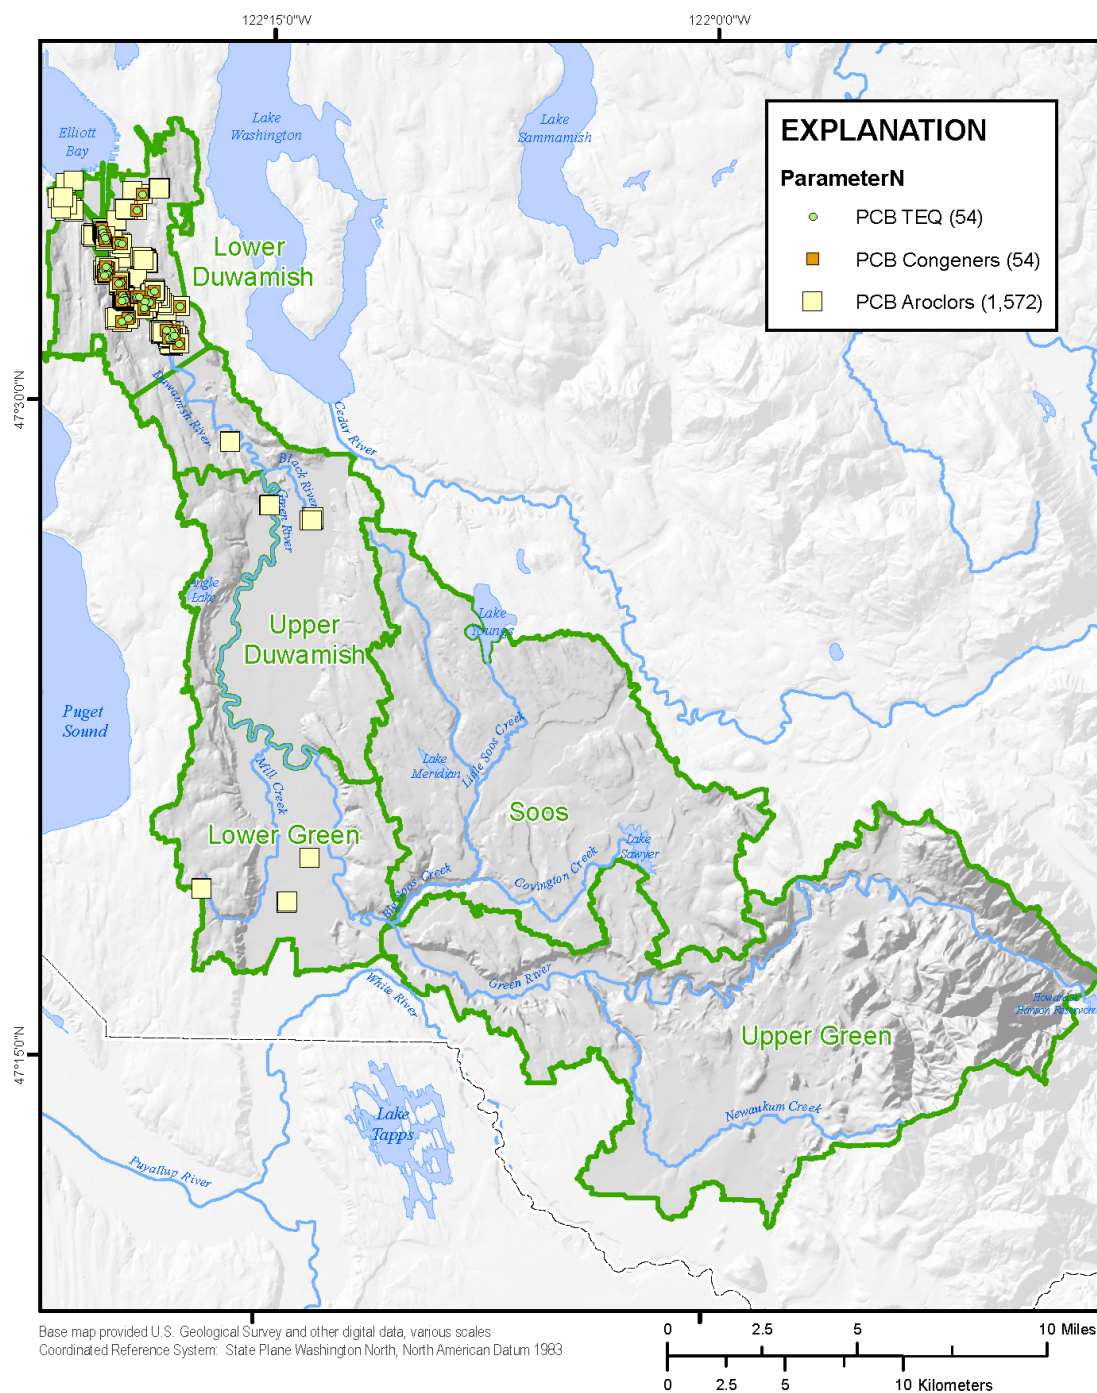 122°15'0"W
122°0'0"W
Elliott
Bay
Lake
Washington
Lake
Sammamish
EXPLANATION
ParameterN
PCB TEQ (54)
PCB Congeners (54)
PCB Aroclors (1,572)
Lower
Duwamish
47°30'0"N
Duwamish River
Cedar River
Black River
Green River
Angle
Lake
Lake
Youngs
Upper
Duwamish
Puget
Sound
Little Soos Creek
Lake
Meridian
Mill Creek
Soos
Lower Green
Lake
Sawyer
Big Soos Creek
Covington Creek
Green River
White River
Howard A
Hanson Reservoir
Upper Green
47°15'0"N
Newaukum Creek
Lake
Tapps
Puyallup River
Base map provided U.S. Geological Survey and other digital data, various scales
Coordinated Reference System: State Plane Washington North, North American Datum 1983
0 2.5 5 10 Miles
0 2.5 5 10 Kilometers